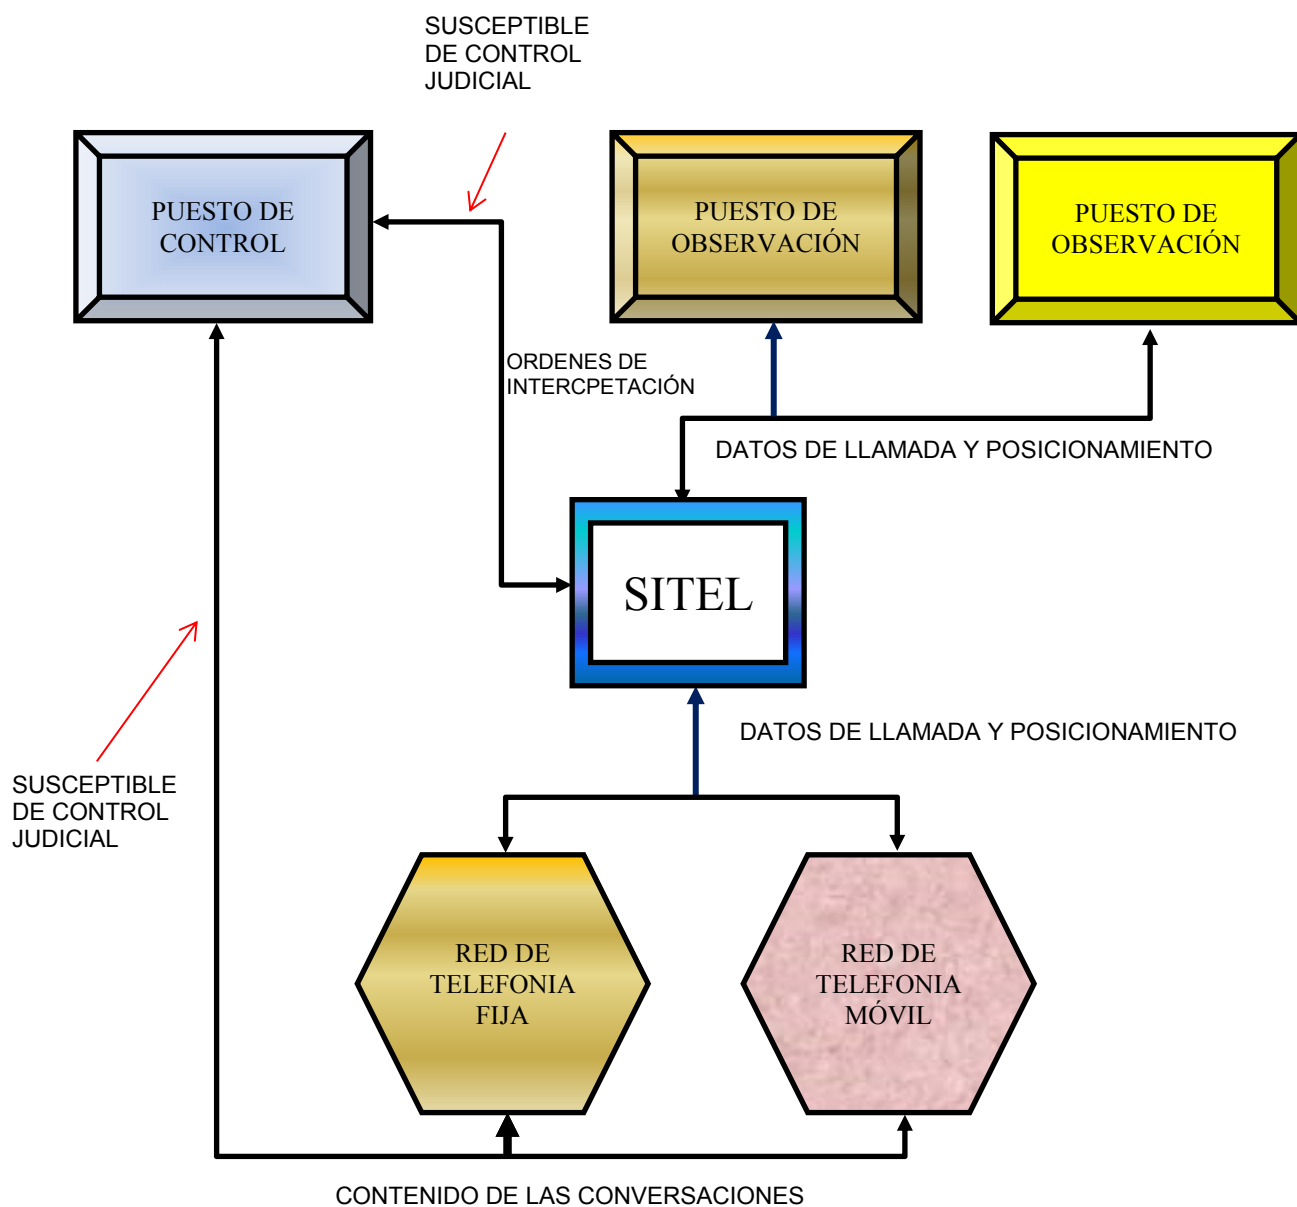 SUSCEPTIBLE
DE CONTROL
JUDICIAL
PUESTO DE
CONTROL
PUESTO DE
OBSERVACIÓN
PUESTO DE
OBSERVACIÓN
ORDENES DE
INTERCPETACIÓN
DATOS DE LLAMADA Y POSICIONAMIENTO
SITEL
DATOS DE LLAMADA Y POSICIONAMIENTO
SUSCEPTIBLE
DE CONTROL
JUDICIAL
RED DE
TELEFONIA
FIJA
RED DE
TELEFONIA
MÓVIL
CONTENIDO DE LAS CONVERSACIONES